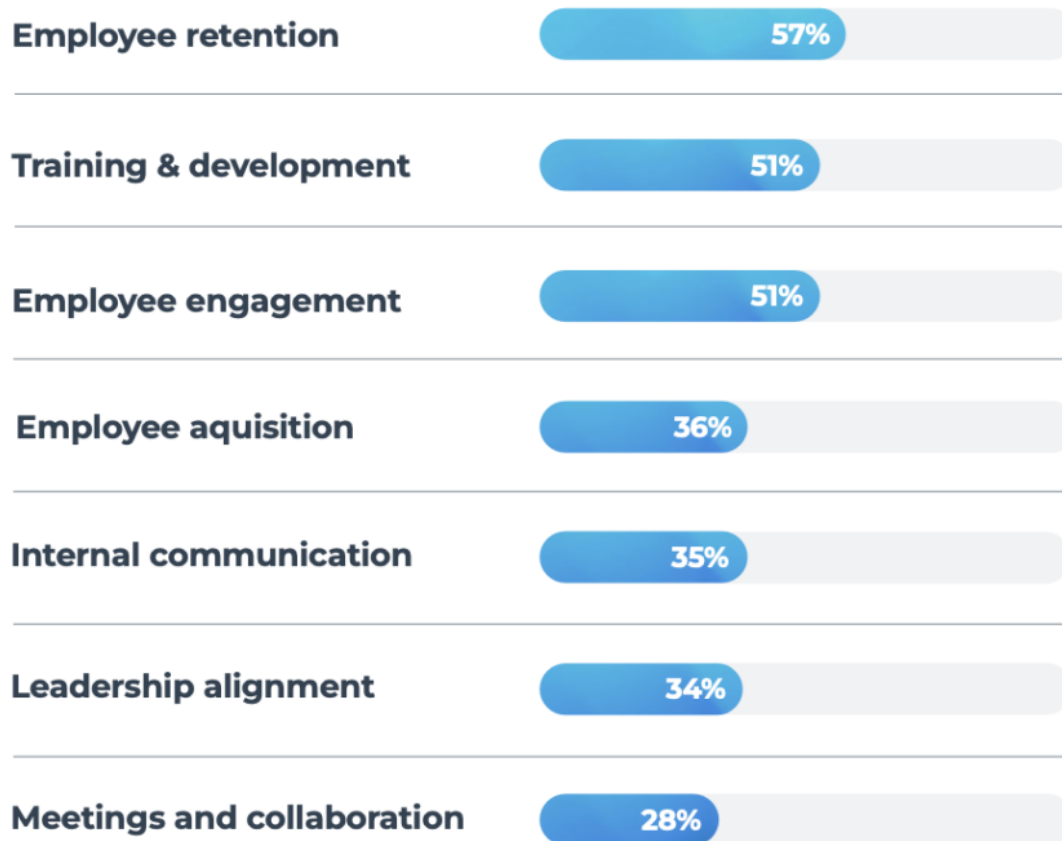 Employee retention 57%
Training & development 51%
Employee engagement 51%
Employee aquisition 36%
Internal communication 35%
Leadership alignment 34%
Meetings and collaboration 28%